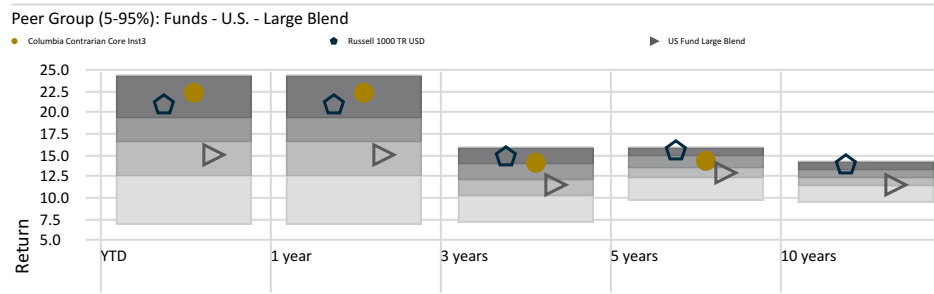 Peer Group (5-95%): Funds - U.S. - Large Blend
Columbia Contrarian Core Inst3
Russell 1000 TR USD
US Fund Large Blend
25.0
22.5
20.0
17.5
15.0
12.5
10.0
7.5
5.0
Return
YTD
1 year
3 years
5 years
10 years